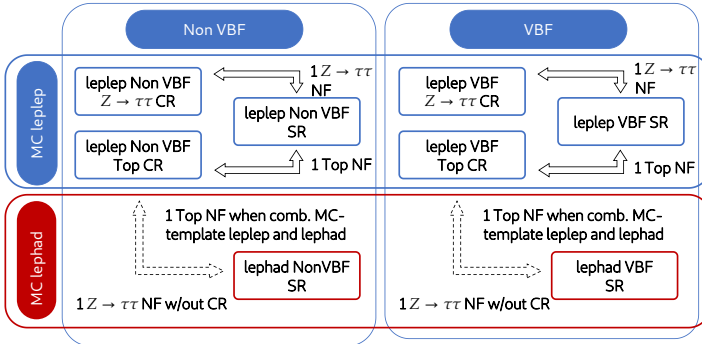 Non VBF
VBF
MC leplep
leplep Non VBF
Z → ττ CR
1 Z → ττ
NF
leplep Non VBF
SR
leplep Non VBF
Top CR
1 Top NF
leplep VBF
Z → ττ CR
1 Z → ττ
NF
leplep VBF SR
leplep VBF
Top CR
1 Top NF
MC lephad
1 Top NF when comb. MC-
template leplep and lephad
lephad NonVBF
SR
1 Z → ττ NF w/out CR
1 Top NF when comb. MC-
template leplep and lephad
lephad VBF
SR
1 Z → ττ NF w/out CR